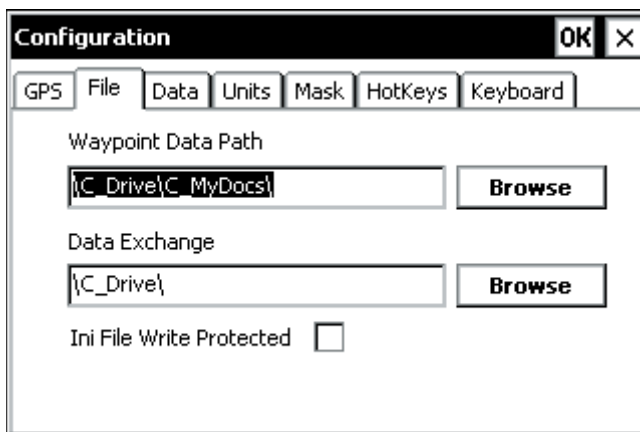 Configuration OK ×
GPS File Data Units Mask HotKeys Keyboard
Waypoint Data Path
\C_Drive\C_MyDocs\ Browse
Data Exchange
\C_Drive\ Browse
Ini File Write Protected